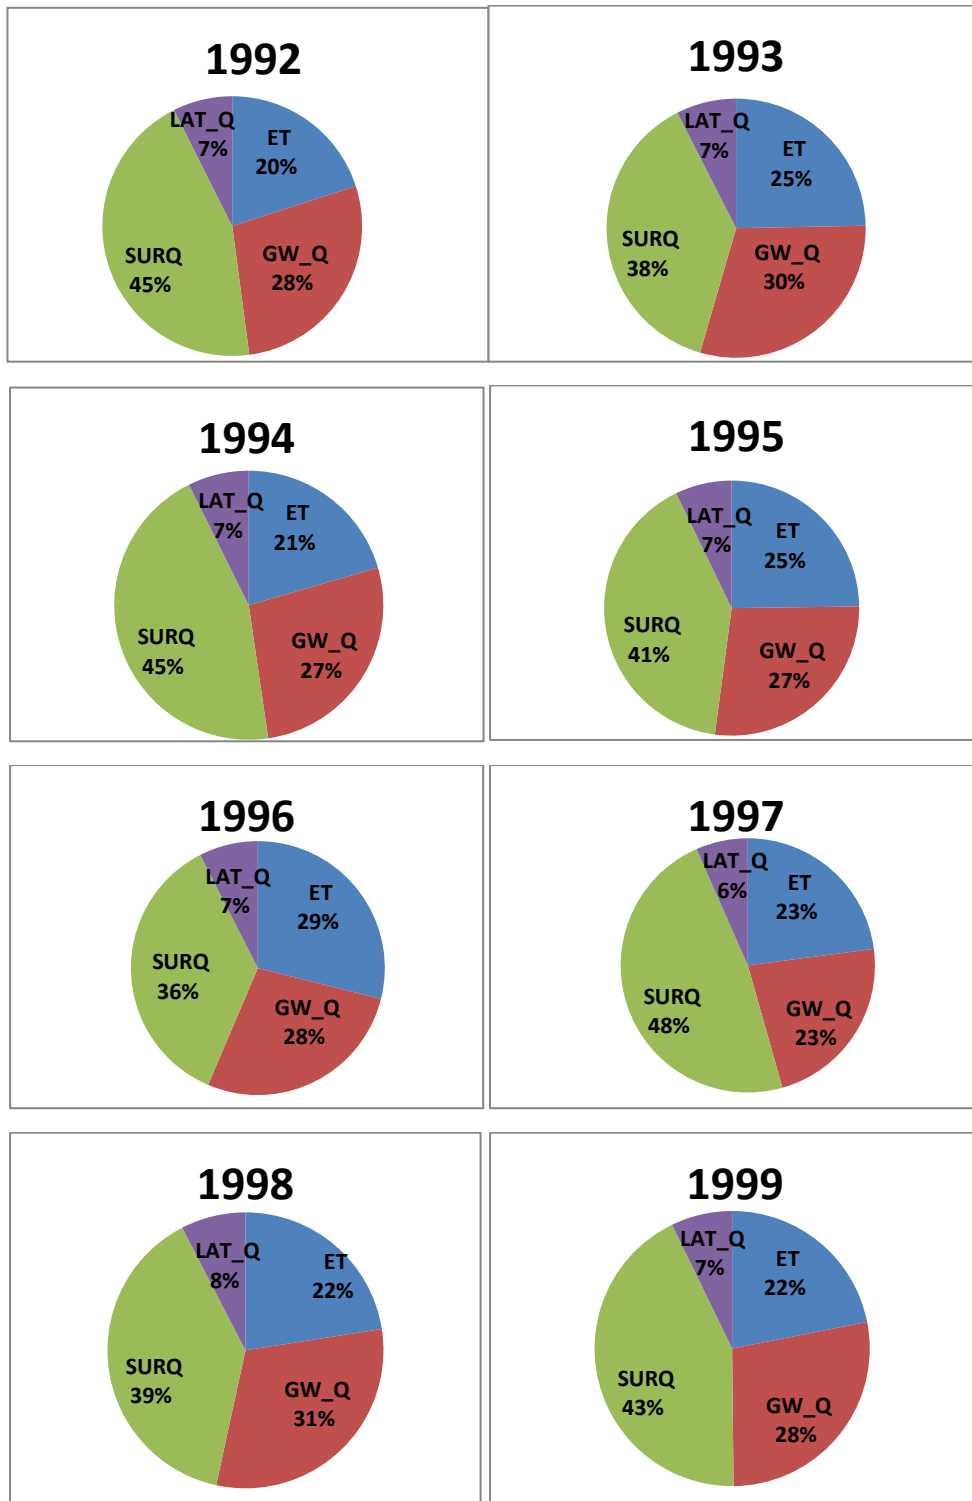 1992
LAT_Q
7%
ET
20%
SURQ
45%
GW_Q
28%
1993
LAT_Q
7%
ET
25%
SURQ
38%
GW_Q
30%
1994
LAT_Q
7%
ET
21%
SURQ
45%
GW_Q
27%
1995
LAT_Q
7%
ET
25%
SURQ
41%
GW_Q
27%
1996
LAT_Q
7%
ET
29%
SURQ
36%
GW_Q
28%
1997
LAT_Q
6%
ET
23%
SURQ
48%
GW_Q
23%
1998
LAT_Q
8%
ET
22%
SURQ
39%
GW_Q
31%
1999
LAT_Q
7%
ET
22%
SURQ
43%
GW_Q
28%